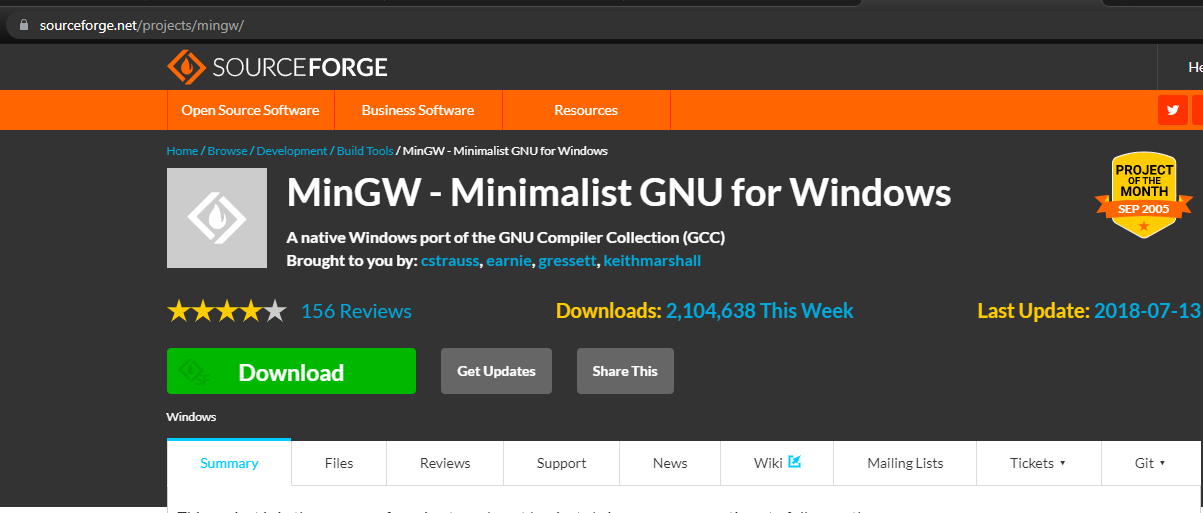 sourceforge.net/projects/mingw/
SOURCEFORGE
Open Source Software Business Software Resources
Home / Browse / Development / Build Tools / MinGW - Minimalist GNU for Windows
MinGW - Minimalist GNU for Windows
PROJECT
OF THE
MONTH
SEP 2005
A native Windows port of the GNU Compiler Collection (GCC)
Brought to you by: cstrauss, earnie, gressett, keithmarshall
156 Reviews Downloads: 2,104,638 This Week Last Update: 2018-07-13
SF Download Get Updates Share This
Windows
Summary Files Reviews Support News Wiki Mailing Lists Tickets Git